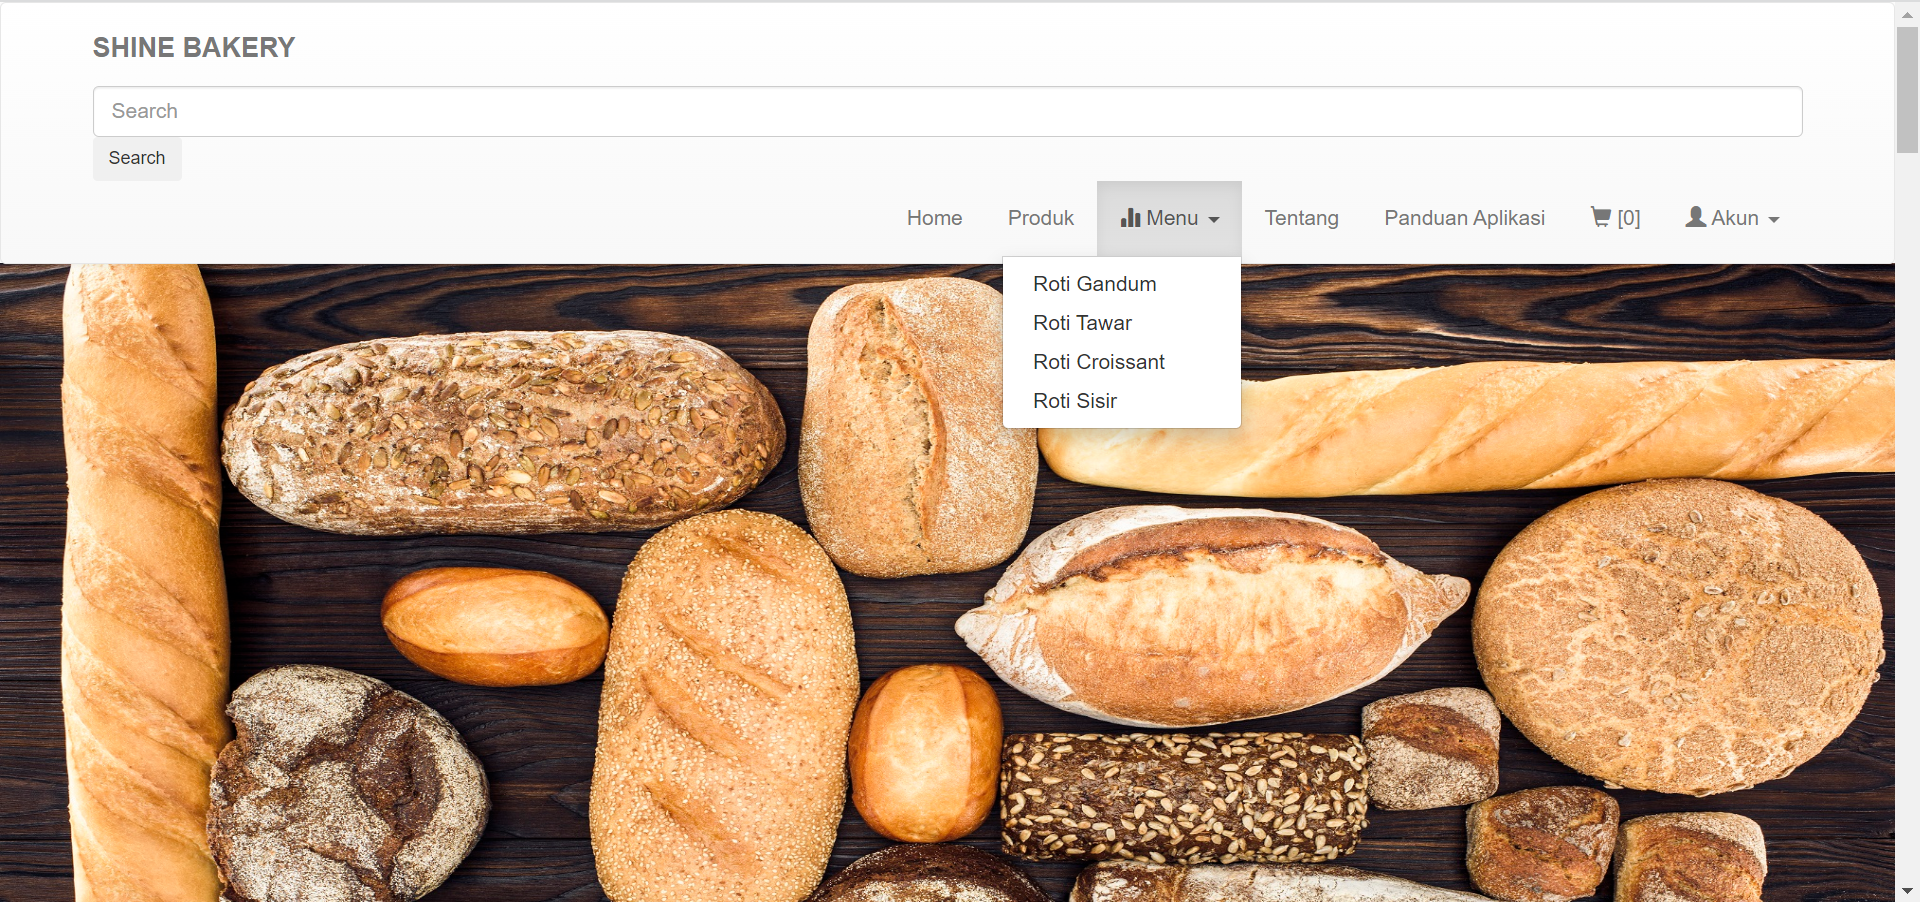 SHINE BAKERY
Search
Search
Home Produk Menu Tentang Panduan Aplikasi [0] Akun
Roti Gandum
Roti Tawar
Roti Croissant
Roti Sisir